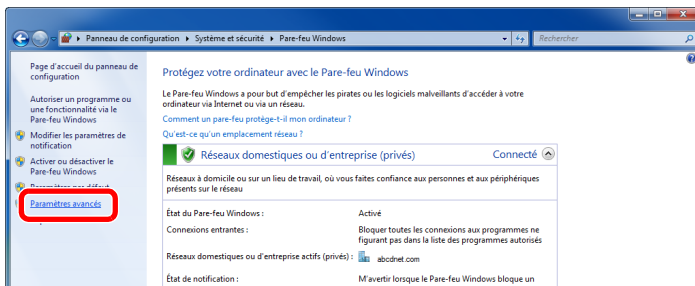 Panneau de configuration ▸ Système et sécurité ▸ Pare-feu Windows
Rechercher
Page d'accueil du panneau de
configuration
Autoriser un programme ou
une fonctionnalité via le
Pare-feu Windows
Modifier les paramètres de
notification
Activer ou désactiver le
Pare-feu Windows
Paramètres par défaut
Paramètres avancés
Protégez votre ordinateur avec le Pare-feu Windows
Le Pare-feu Windows a pour but d'empêcher les pirates ou les logiciels malveillants d'accéder à votre
ordinateur via Internet ou via un réseau.
Comment un pare-feu protège-t-il mon ordinateur ?
Qu'est-ce qu'un emplacement réseau ?
Réseaux domestiques ou d'entreprise (privés) Connecté
Réseaux à domicile ou sur un lieu de travail, où vous faites confiance aux personnes et aux périphériques
présents sur le réseau
État du Pare-feu Windows : Activé
Connexions entrantes : Bloquer toutes les connexions aux programmes ne
figurant pas dans la liste des programmes autorisés
Réseaux domestiques ou d'entreprise actifs (privés) : abcdnet.com
État de notification : M'avertir lorsque le Pare-feu Windows bloque un